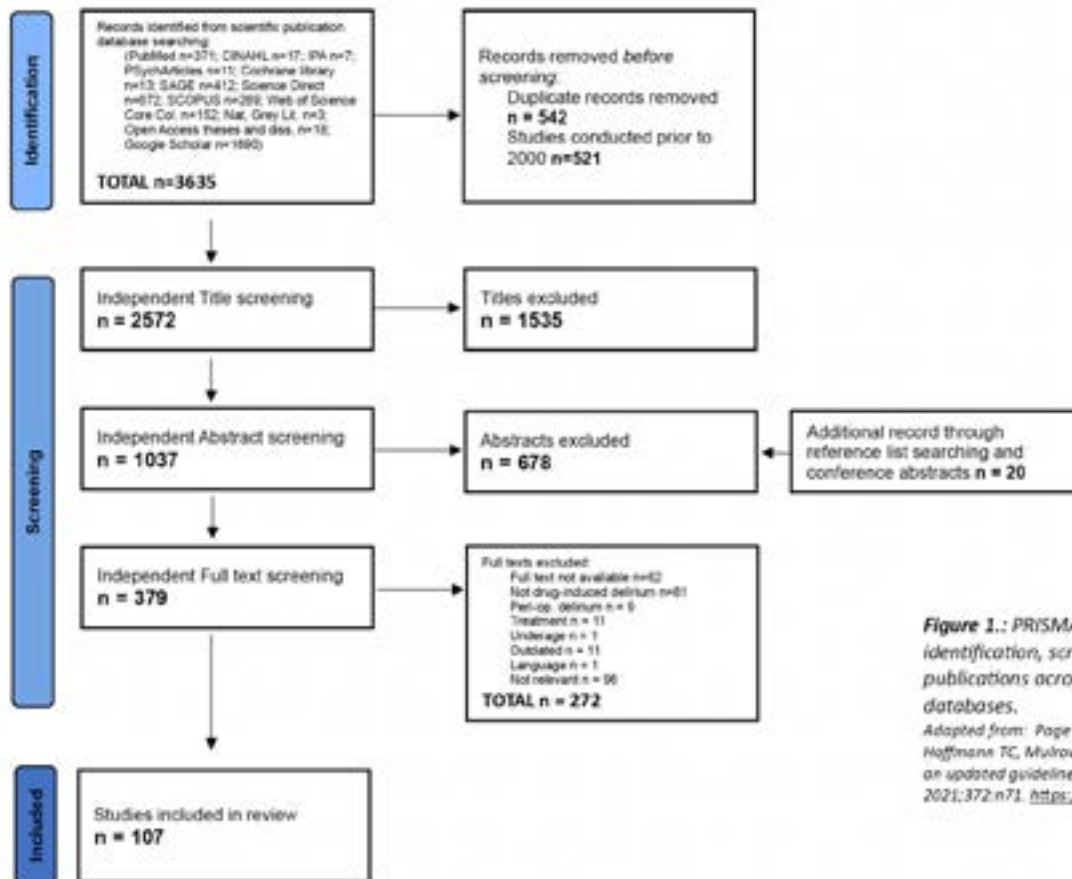 Identification
Records identified from scientific publication
database searching:
(PubMed n=371; CINAHL n=17; IPA n=7;
PSychArticles n=11; Cochrane library
n=13; SAGE n=412; Science Direct
n=672; SCOPUS n=269; Web of Science
Core Col. n=152; Nat. Grey Lit. n=3;
Open Access theses and diss. n=18;
Google Scholar n=1690)
TOTAL n=3635
Records removed before
screening:
Duplicate records removed
n = 542
Studies conducted prior to
2000 n=521
Screening
Independent Title screening
n = 2572
Titles excluded
n = 1535
Independent Abstract screening
n = 1037
Abstracts excluded
n = 678
Additional record through
reference list searching and
conference abstracts n = 20
Independent Full text screening
n = 379
Full texts excluded:
Full text not available n=62
Not drug-induced delirium n=81
Peri-op. delirium n = 9
Treatment n = 11
Underage n = 1
Outdated n = 11
Language n = 1
Not relevant n = 96
TOTAL n = 272
Included
Studies included in review
n = 107
Figure 1.: PRISMA
identification, scr
publications acro
databases.
Adapted from: Page
Hoffmann TC, Mulrow
an updated guideline
2021;372:n71. https: